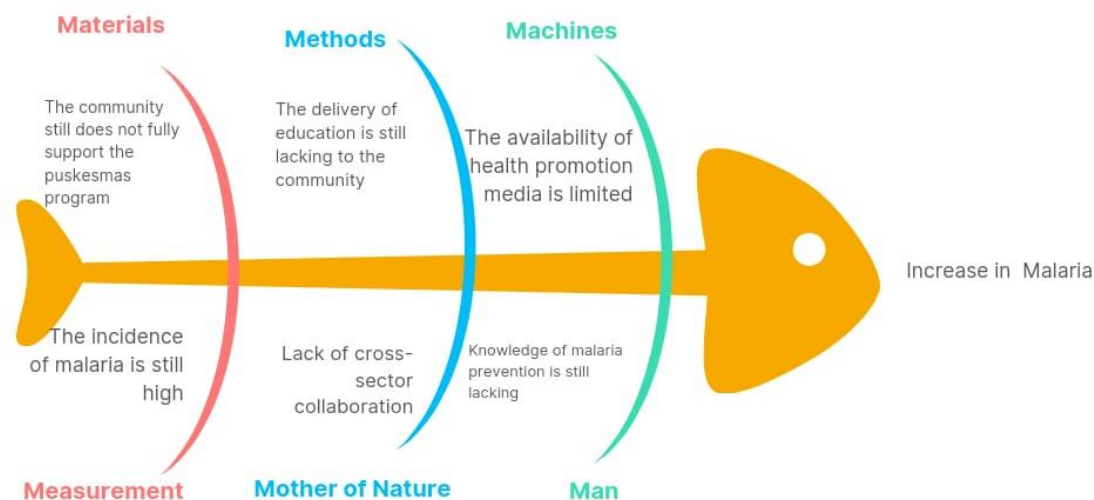 Materials
Methods
Machines
The community
still does not fully
support the
puskesmas
program
The delivery of
education is still
lacking to the
community
The availability of
health promotion
media is limited
Increase in  Malaria
The incidence
of malaria is still
high
Lack of cross-
sector
collaboration
Knowledge of malaria
prevention is still
lacking
Measurement
Mother of Nature
Man